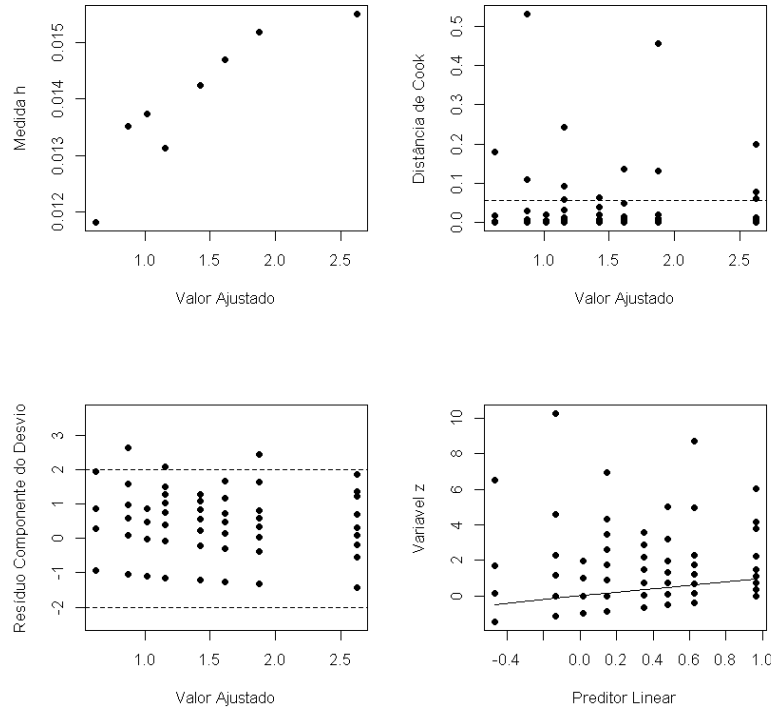 Medida h
0.015
0.014
0.013
0.012
1.0 1.5 2.0 2.5
Valor Ajustado
Distância de Cook
0.5
0.4
0.3
0.2
0.1
0.0
1.0 1.5 2.0 2.5
Valor Ajustado
Resíduo Componente do Desvio
3
2
1
0
-1
-2
1.0 1.5 2.0 2.5
Valor Ajustado
Variavel z
10
8
6
4
2
0
-0.4 0.0 0.2 0.4 0.6 0.8 1.0
Preditor Linear